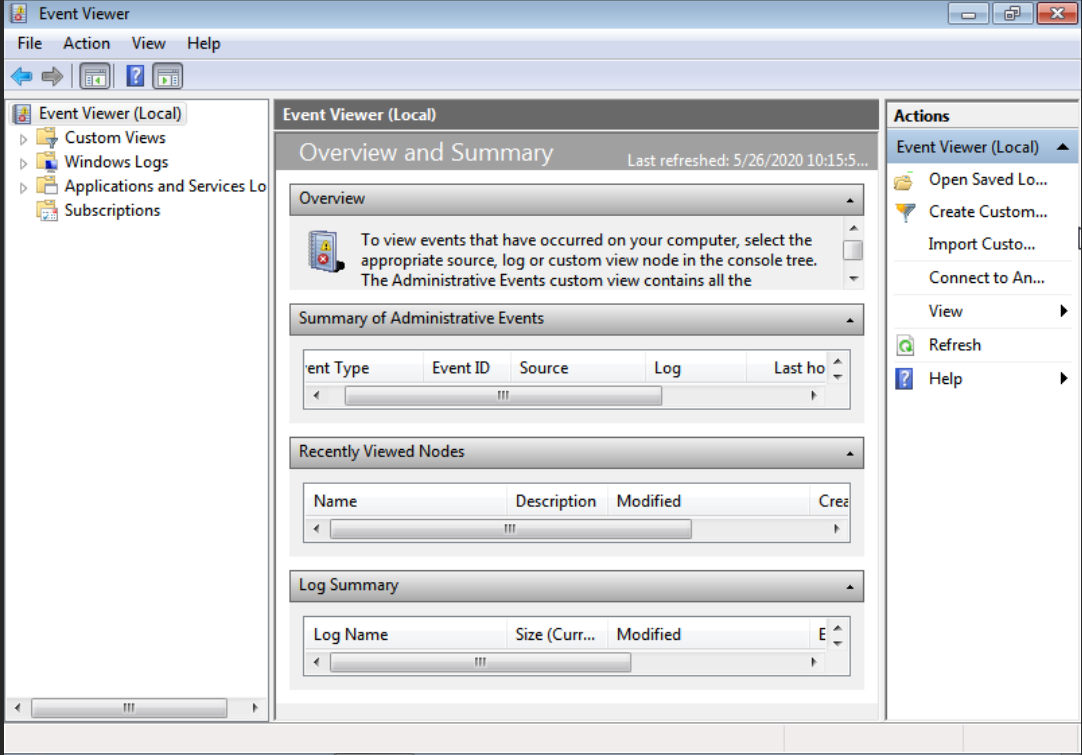 Event Viewer
File Action View Help
Event Viewer (Local)
Custom Views
Windows Logs
Applications and Services Lo
Subscriptions
Event Viewer (Local)
Overview and Summary
Last refreshed: 5/26/2020 10:15:5...
Overview
To view events that have occurred on your computer, select the
appropriate source, log or custom view node in the console tree.
The Administrative Events custom view contains all the
Summary of Administrative Events
vent Type Event ID Source Log Last ho
Recently Viewed Nodes
Name Description Modified Crea
Log Summary
Log Name Size (Curr... Modified E
Actions
Event Viewer (Local)
Open Saved Lo...
Create Custom...
Import Custo...
Connect to An...
View
Refresh
Help